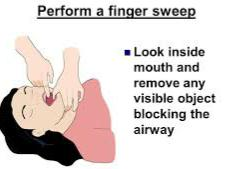 Perform a finger sweep
Look inside
mouth and
remove any
visible object
blocking the
airway